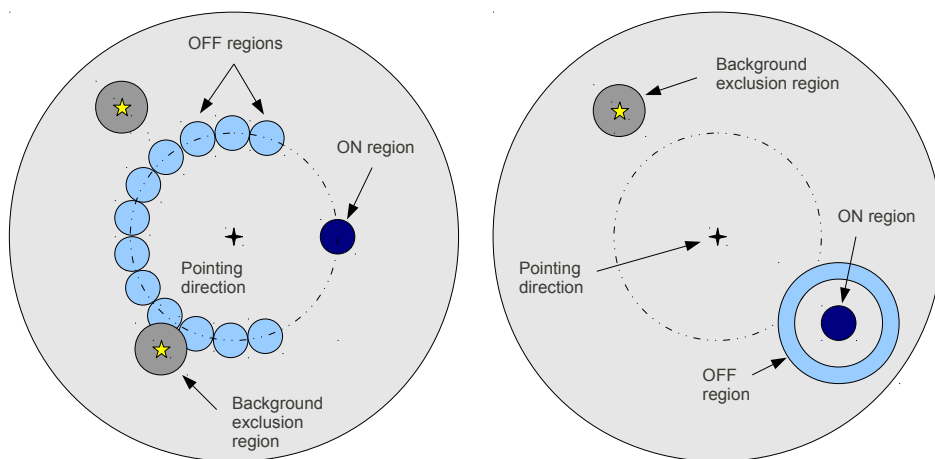 OFF regions
ON region
Pointing
direction
Background
exclusion
region
Background
exclusion region
ON region
Pointing
direction
OFF
region